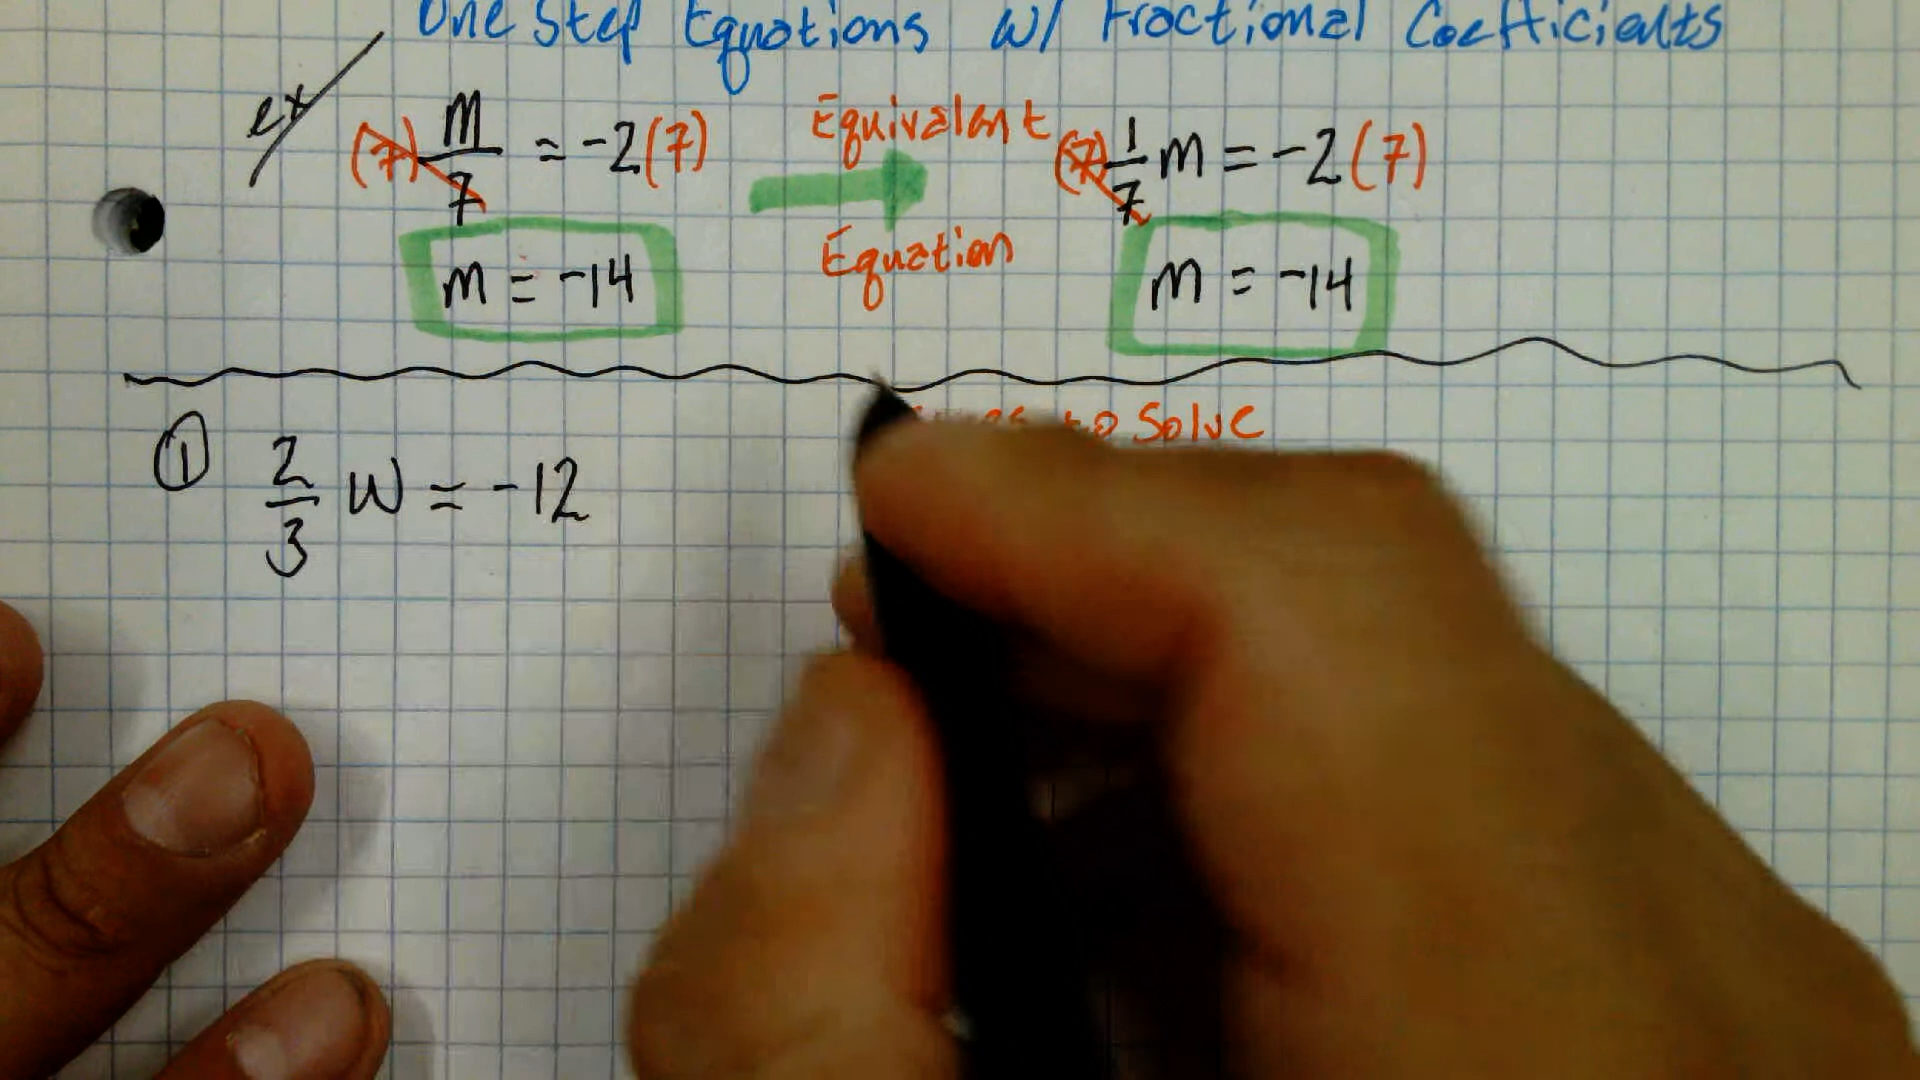 One Step Equations w/ Fractional Coefficients
ex
(7) m/7 = -2(7)
Equivalent
Equation
(7) 1/7 m = -2(7)
m = -14
m = -14
to Solve
① 2/3 W = -12